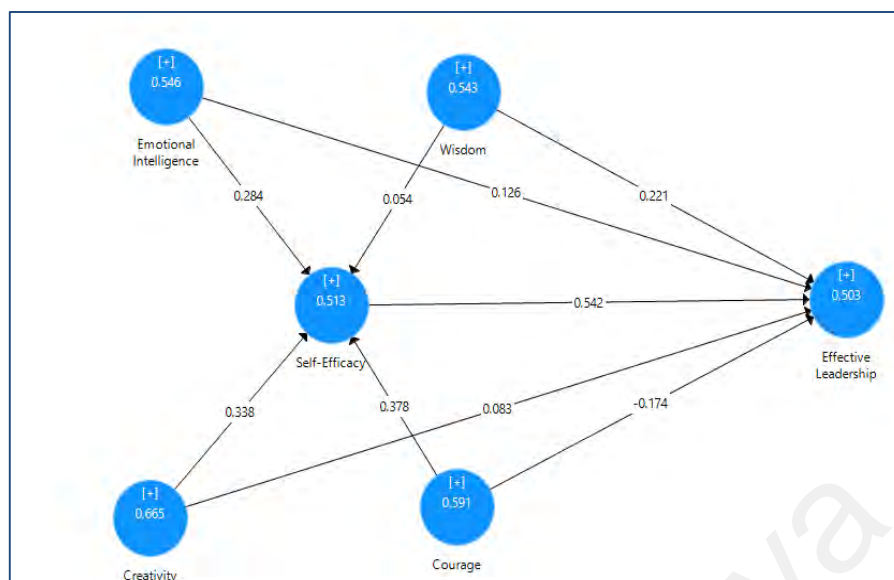 [+]
0.546
Emotional
Intelligence
[+]
0.543
Wisdom
0.284
0.054
0.126
0.221
[+]
0.513
Self-Efficacy
0.542
[+]
0.503
Effective
Leadership
0.338
0.378
0.083
-0.174
[+]
0.665
Creativity
[+]
0.591
Courage